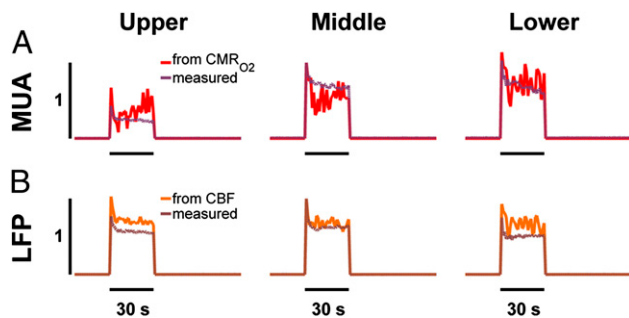 Upper Middle Lower
A
from CMRO2
measured
MUA
1
B
from CBF
measured
LFP
1
30 s 30 s 30 s